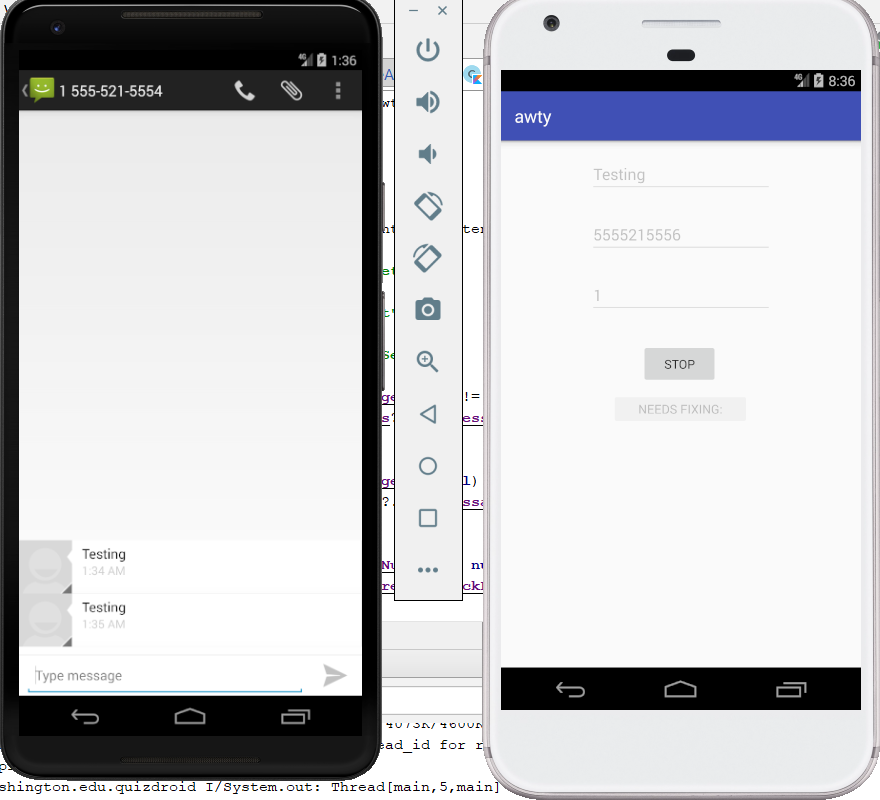 1:36
1 555-521-5554
Testing
1:34 AM
Testing
1:35 AM
Type message
4G 8:36
awty
Testing
5555215556
1
STOP
NEEDS FIXING:
ead_id for r
shington.edu.quizdroid I/System.out: Thread[main,5,main]